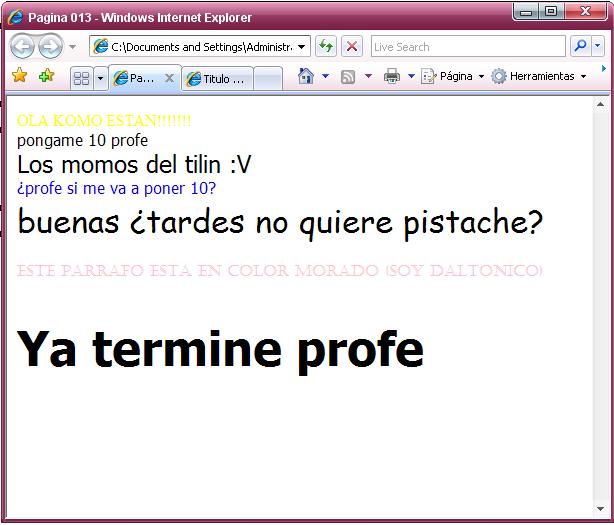 Pagina 013 - Windows Internet Explorer
C:\Documents and Settings\Administra
Live Search
Pa...
Titulo ...
Página
Herramientas
OLA KOMO ESTAN!!!!!!!
pongame 10 profe
Los momos del tilin :V
¿profe si me va a poner 10?
buenas ¿tardes no quiere pistache?
ESTE PARRAFO ESTA EN COLOR MORADO (SOY DALTONICO)
Ya termine profe